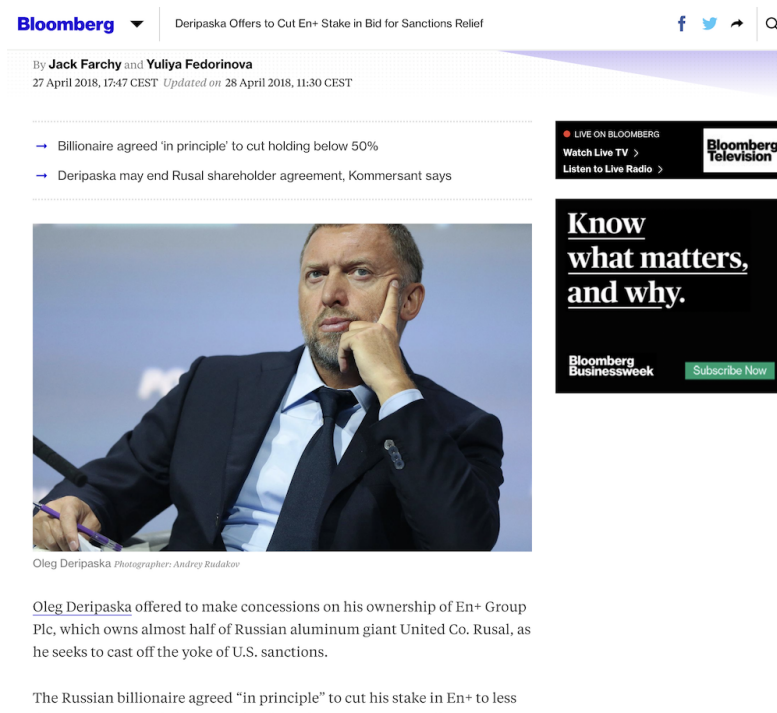 Bloomberg
Deripaska Offers to Cut En+ Stake in Bid for Sanctions Relief
By Jack Farchy and Yuliya Fedorinova
27 April 2018, 17:47 CEST Updated on 28 April 2018, 11:30 CEST
→ Billionaire agreed ‘in principle’ to cut holding below 50%
→ Deripaska may end Rusal shareholder agreement, Kommersant says
LIVE ON BLOOMBERG
Watch Live TV >
Listen to Live Radio >
Bloomberg
Television
Know
what matters,
and why.
Bloomberg
Businessweek
Subscribe Now
Oleg Deripaska Photographer: Andrey Rudakov
Oleg Deripaska offered to make concessions on his ownership of En+ Group
Plc, which owns almost half of Russian aluminum giant United Co. Rusal, as
he seeks to cast off the yoke of U.S. sanctions.
The Russian billionaire agreed “in principle” to cut his stake in En+ to less